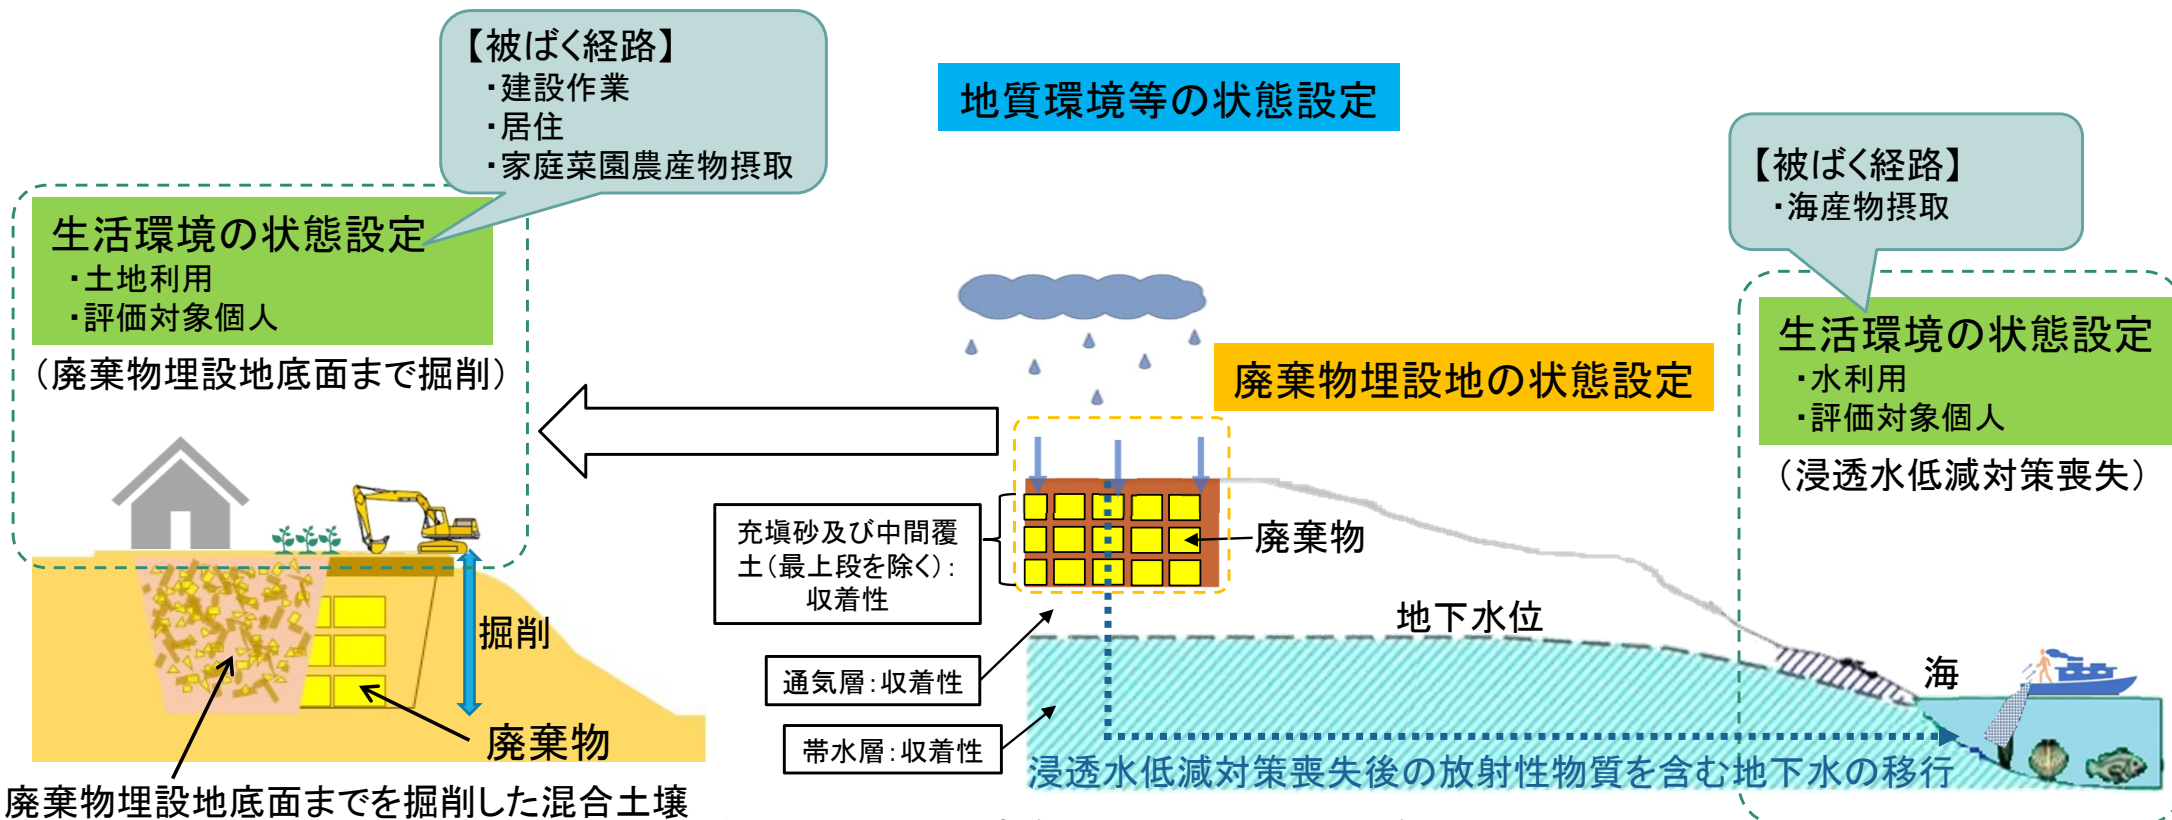 【被ばく経路】
・建設作業
・居住
・家庭菜園農産物摂取
地質環境等の状態設定
【被ばく経路】
・海産物摂取
生活環境の状態設定
・土地利用
・評価対象個人
（廃棄物埋設地底面まで掘削）
廃棄物埋設地の状態設定
生活環境の状態設定
・水利用
・評価対象個人
（浸透水低減対策喪失）
充填砂及び中間覆
土（最上段を除く）：
収着性
廃棄物
地下水位
掘削
通気層：収着性
海
廃棄物
帯水層：収着性
浸透水低減対策喪失後の放射性物質を含む地下水の移行
廃棄物埋設地底面までを掘削した混合土壌